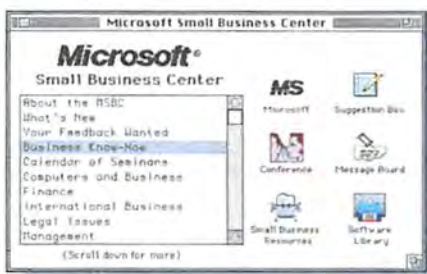 Microsoft Small Business Center
Microsoft
Small Business Center
About the MSBC
What's New
Your Feedback Wanted
Business Know-How
Calendar of Seminars
Computers and Business
Finance
International Business
Legal Issues
Management
(Scroll down for more)
MS
Microsoft
Suggestion Box
Conference
Message Board
Small Business
Resources
Software
Library